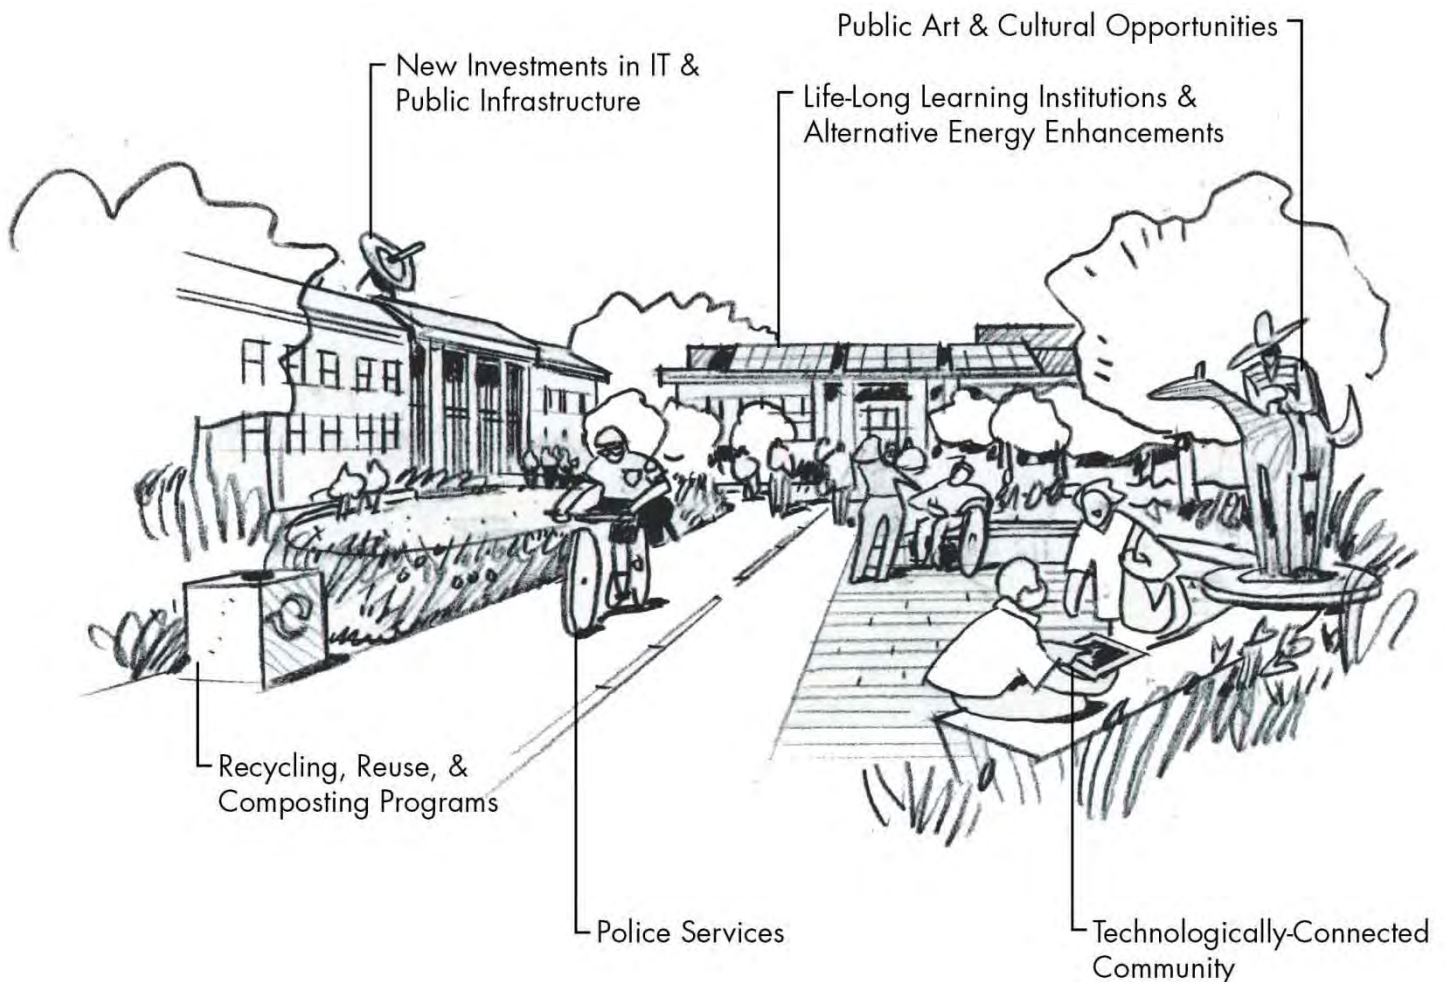 Public Art & Cultural Opportunities
New Investments in IT &
Public Infrastructure
Life-Long Learning Institutions &
Alternative Energy Enhancements
Recycling, Reuse, &
Composting Programs
Police Services
Technologically-Connected
Community